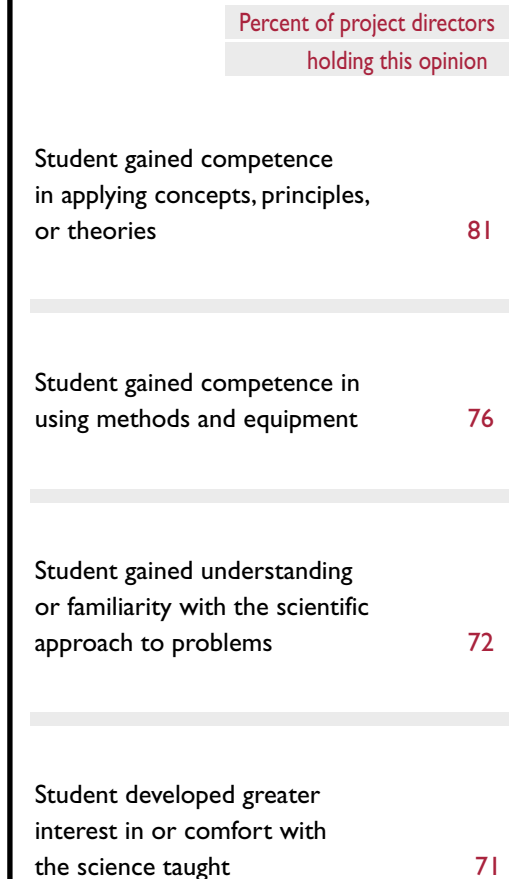 Percent of project directors
holding this opinion
Student gained competence
in applying concepts, principles,
or theories 81
Student gained competence in
using methods and equipment 76
Student gained understanding
or familiarity with the scientific
approach to problems 72
Student developed greater
interest in or comfort with
the science taught 71